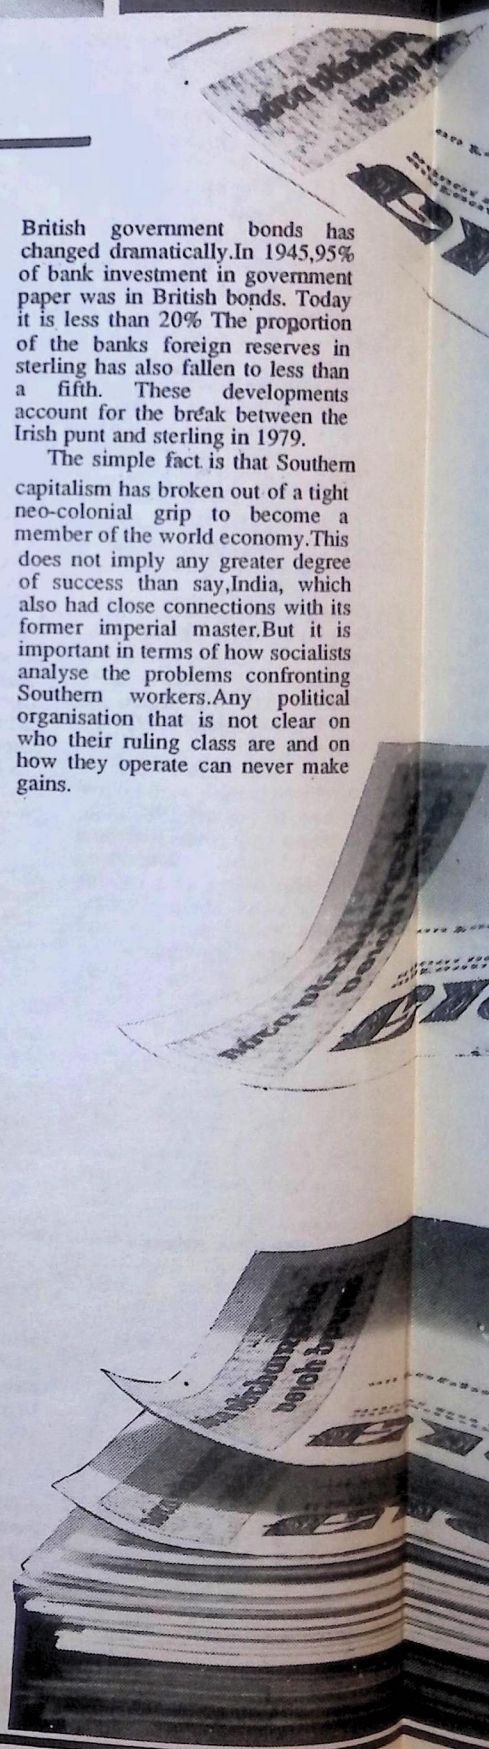 British government bonds has
changed dramatically.In 1945,95%
of bank investment in government
paper was in British bonds. Today
it is less than 20% The proportion
of the banks foreign reserves in
sterling has also fallen to less than
a fifth. These developments
account for the break between the
Irish punt and sterling in 1979.
The simple fact is that Southern
capitalism has broken out of a tight
neo-colonial grip to become a
member of the world economy.This
does not imply any greater degree
of success than say,India, which
also had close connections with its
former imperial master.But it is
important in terms of how socialists
analyse the problems confronting
Southern workers.Any political
organisation that is not clear on
who their ruling class are and on
how they operate can never make
gains.